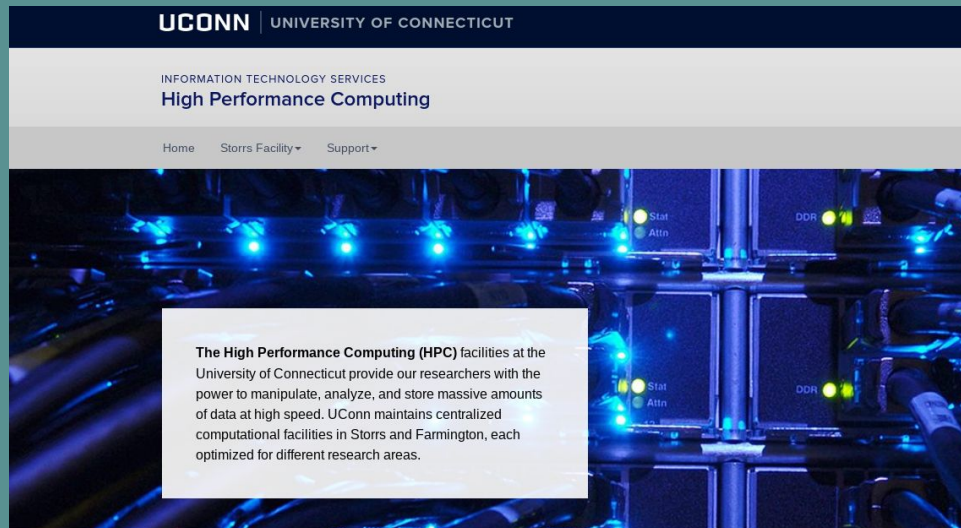 UCONN UNIVERSITY OF CONNECTICUT
INFORMATION TECHNOLOGY SERVICES
High Performance Computing
Home Storrs Facility Support
Stat DDR
Attn
The High Performance Computing (HPC) facilities at the
University of Connecticut provide our researchers with the
power to manipulate, analyze, and store massive amounts
of data at high speed. UConn maintains centralized
computational facilities in Storrs and Farmington, each
optimized for different research areas.
Stat DDR
Attn